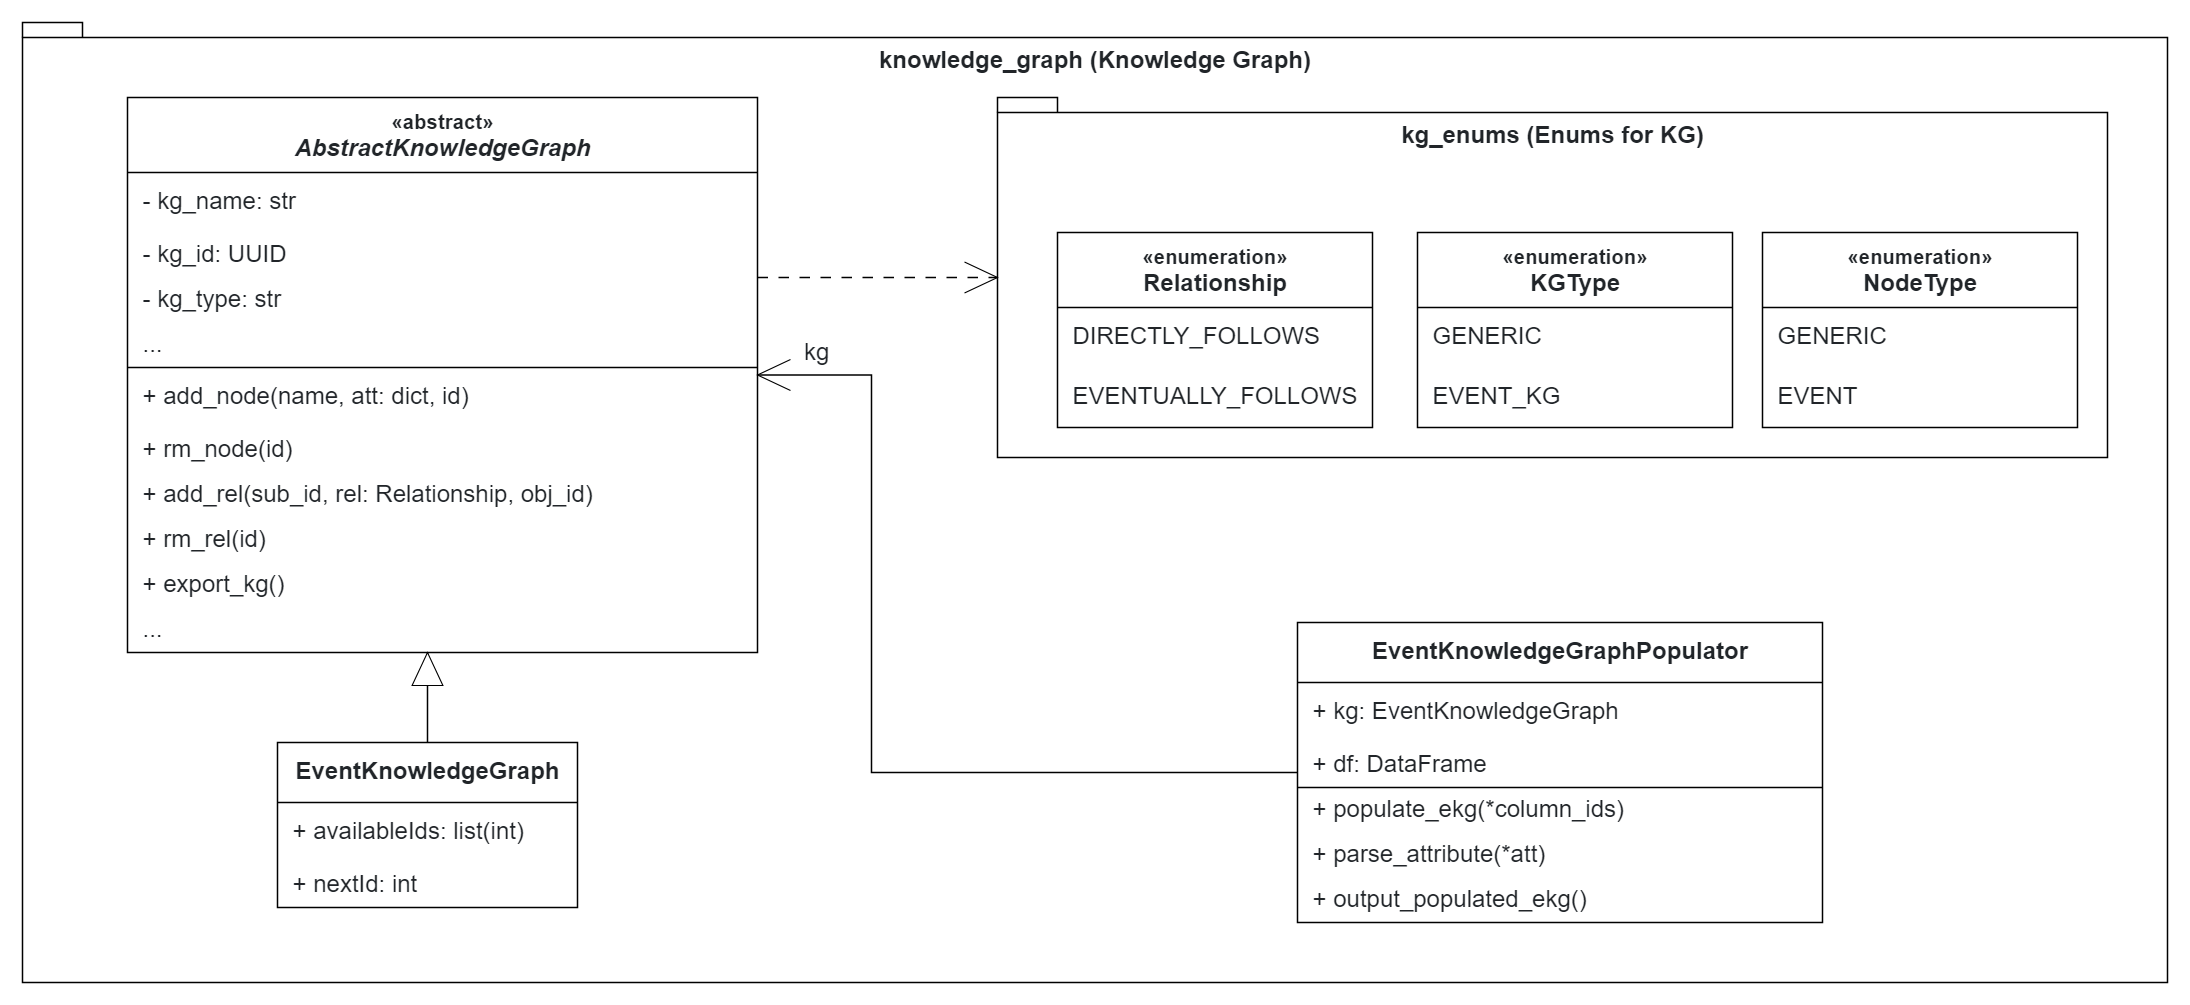 knowledge_graph (Knowledge Graph)
«abstract»
AbstractKnowledgeGraph
- kg_name: str
- kg_id: UUID
- kg_type: str
...
+ add_node(name, att: dict, id)
+ rm_node(id)
+ add_rel(sub_id, rel: Relationship, obj_id)
+ rm_rel(id)
+ export_kg()
...
kg_enums (Enums for KG)
«enumeration»
Relationship
DIRECTLY_FOLLOWS
EVENTUALLY_FOLLOWS
«enumeration»
KGType
GENERIC
EVENT_KG
«enumeration»
NodeType
GENERIC
EVENT
kg
EventKnowledgeGraph
+ availableIds: list(int)
+ nextId: int
EventKnowledgeGraphPopulator
+ kg: EventKnowledgeGraph
+ df: DataFrame
+ populate_ekg(*column_ids)
+ parse_attribute(*att)
+ output_populated_ekg()